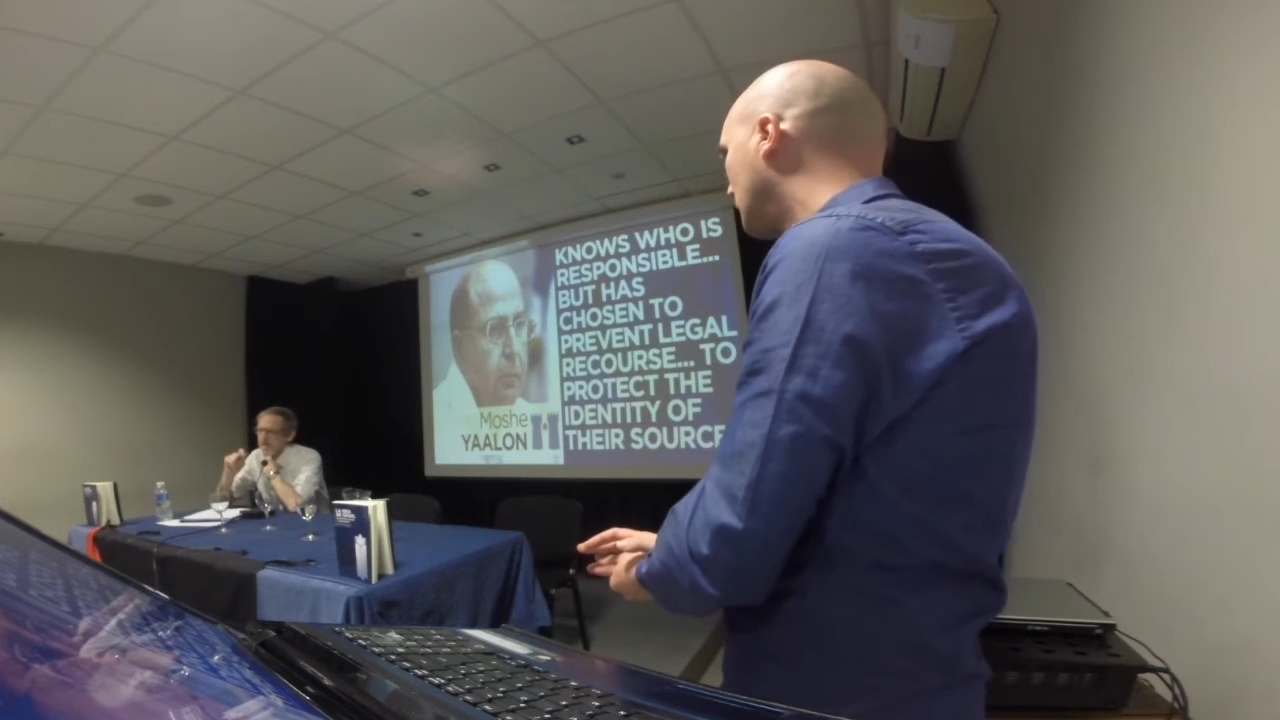 KNOWS WHO IS
RESPONSIBLE...
BUT HAS
CHOSEN TO
PREVENT LEGAL
RECOURSE... TO
PROTECT THE
IDENTITY OF
THEIR SOURCE
Moshe
YAALON